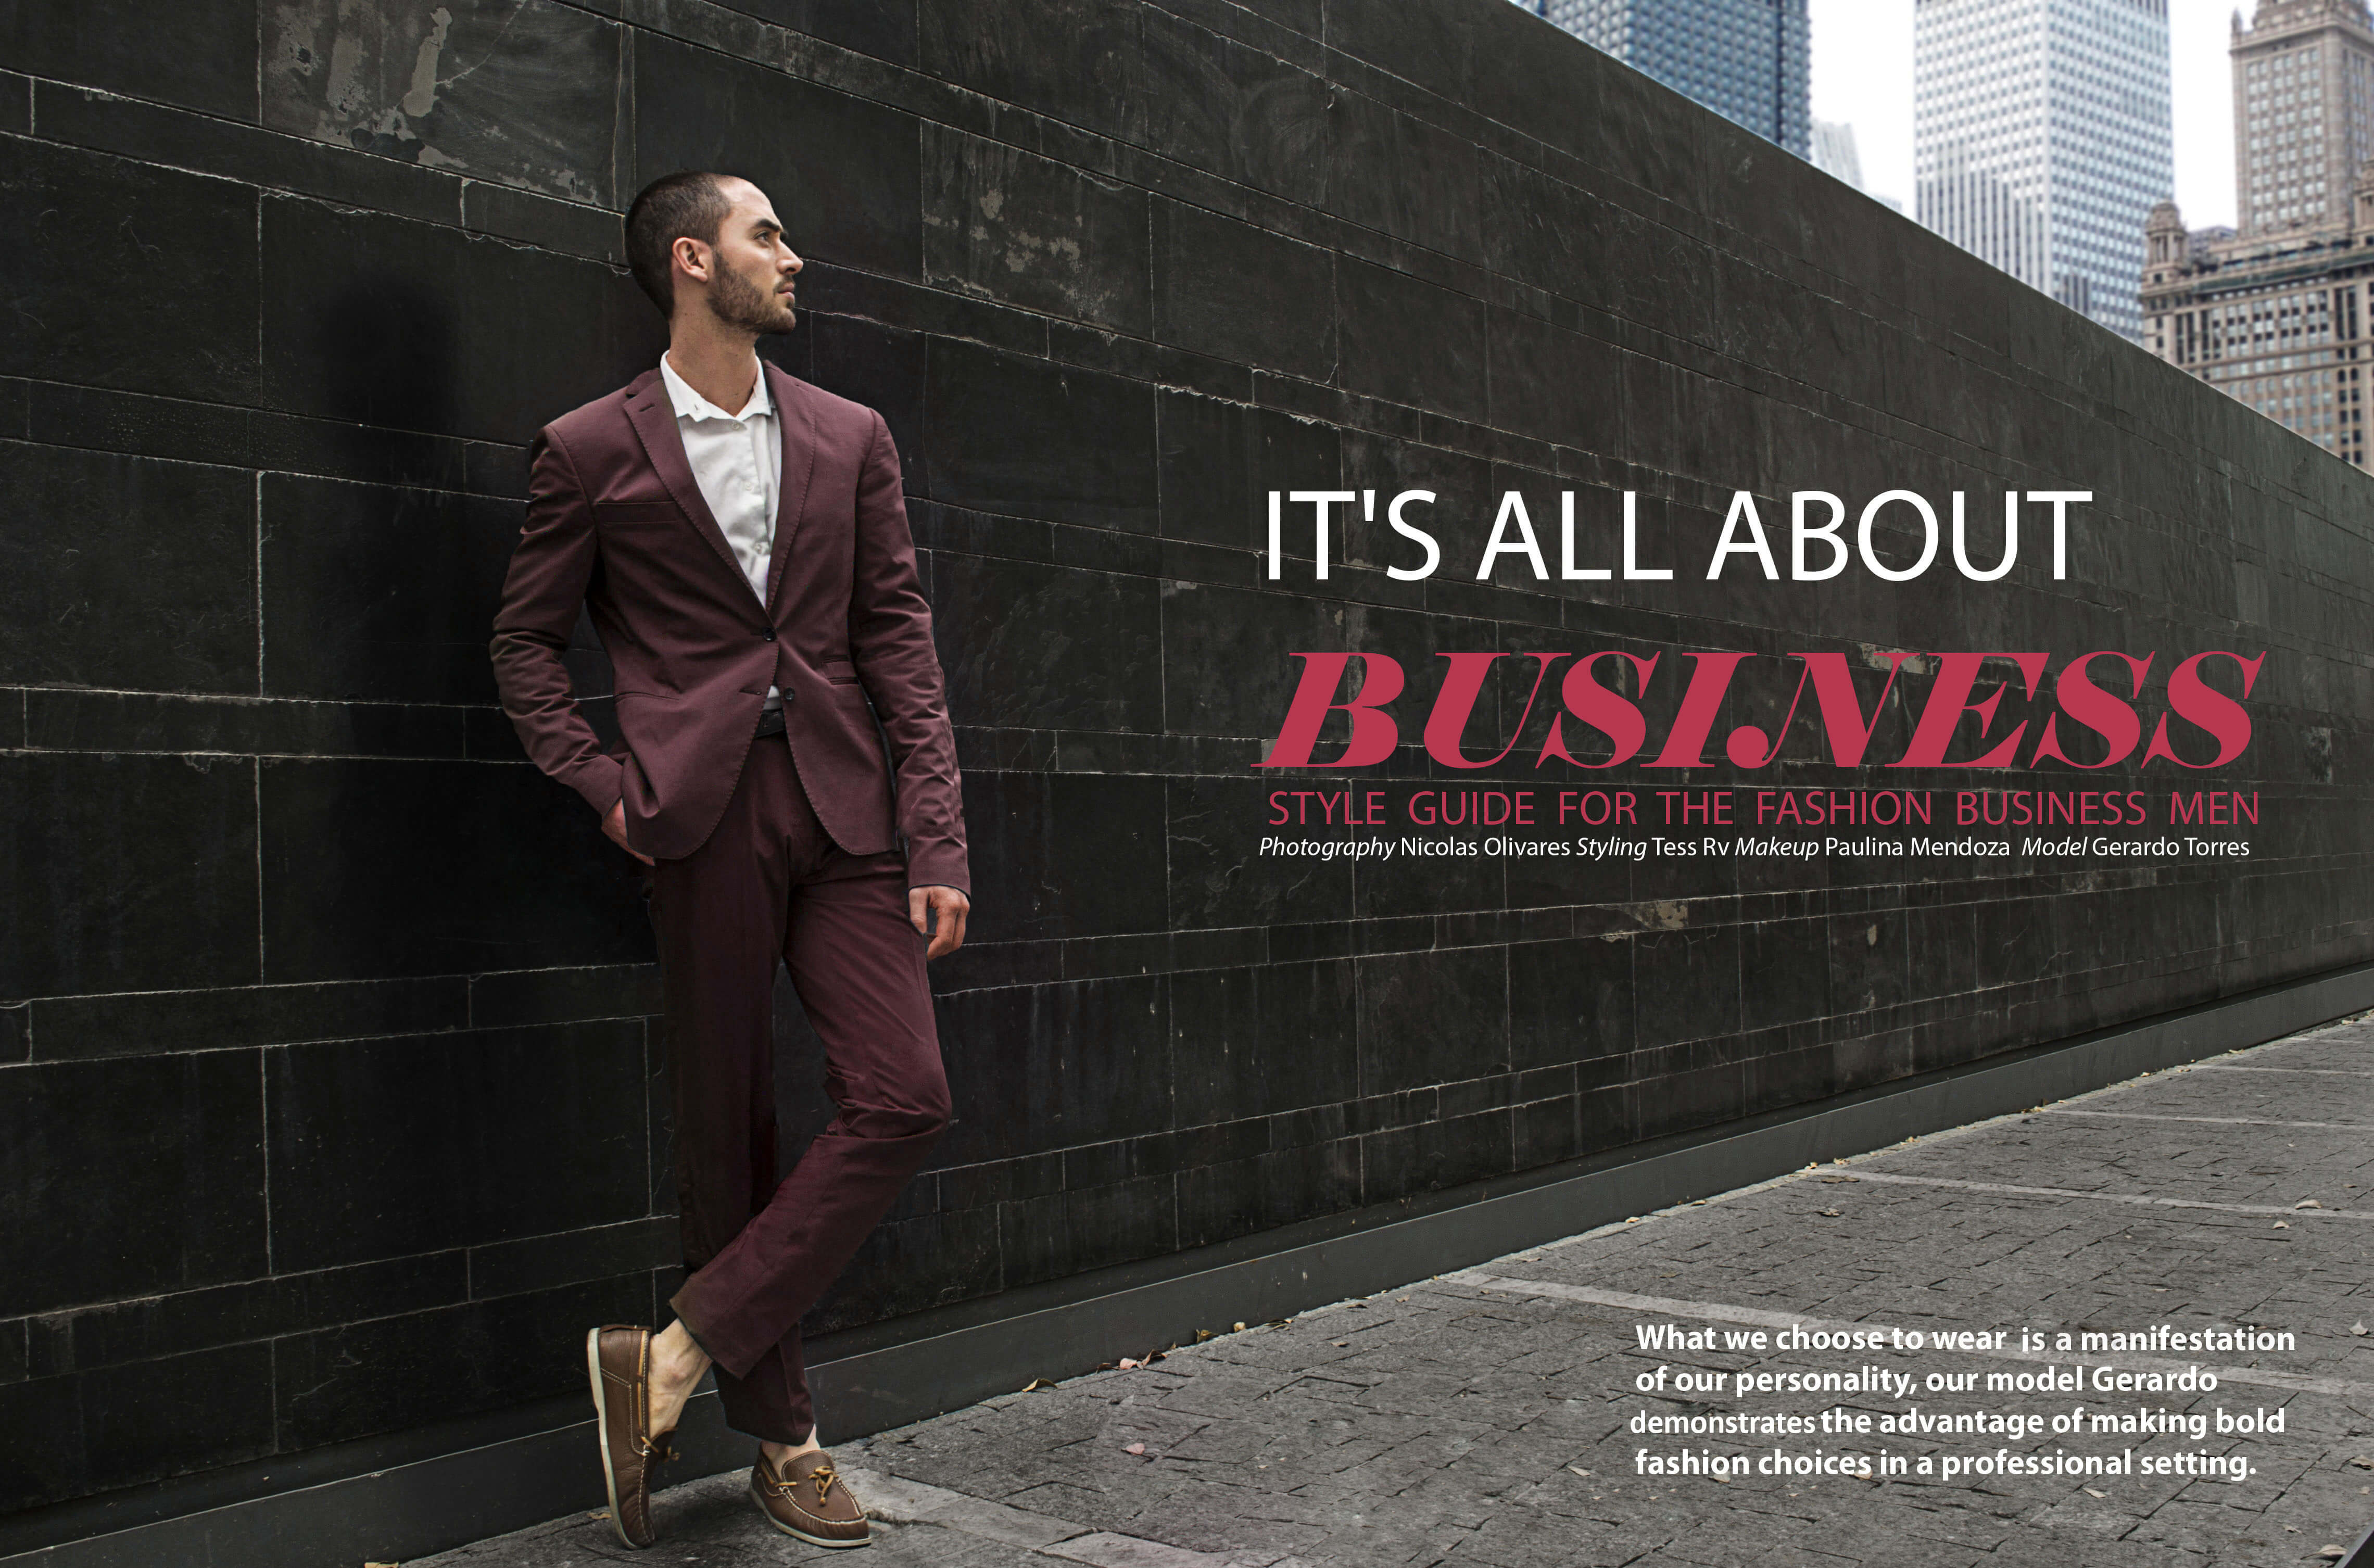 IT'S ALL ABOUT
BUSINESS
STYLE GUIDE FOR THE FASHION BUSINESS MEN
Photography Nicolas Olivares Styling Tess Rv Makeup Paulina Mendoza Model Gerardo Torres
What we choose to wear is a manifestation
of our personality, our model Gerardo
demonstrates the advantage of making bold
fashion choices in a professional setting.